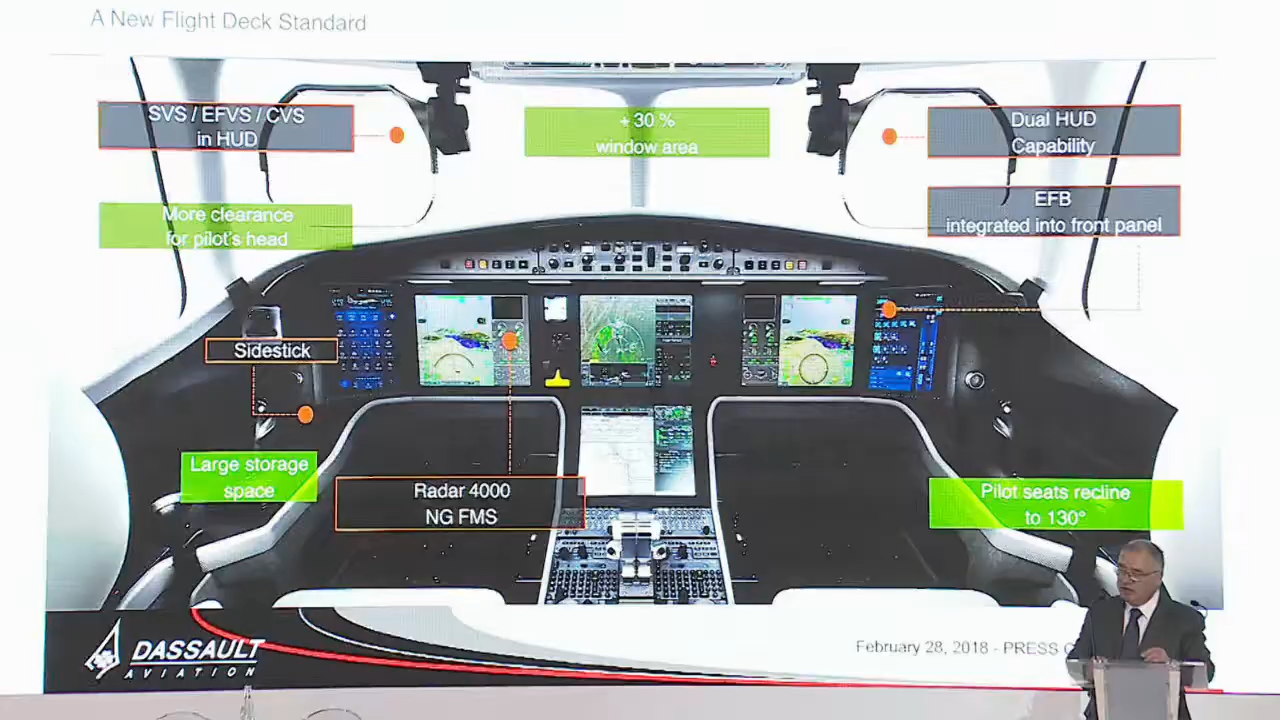 A New Flight Deck Standard
SVS / EFVS / CVS
in HUD
+ 30 %
window area
Dual HUD
Capability
More clearance
for pilot's head
EFB
integrated into front panel
Sidestick
Large storage
space
Radar 4000
NG FMS
Pilot seats recline
to 130°
DASSAULT
AVIATION
February 28, 2018 - PRESS